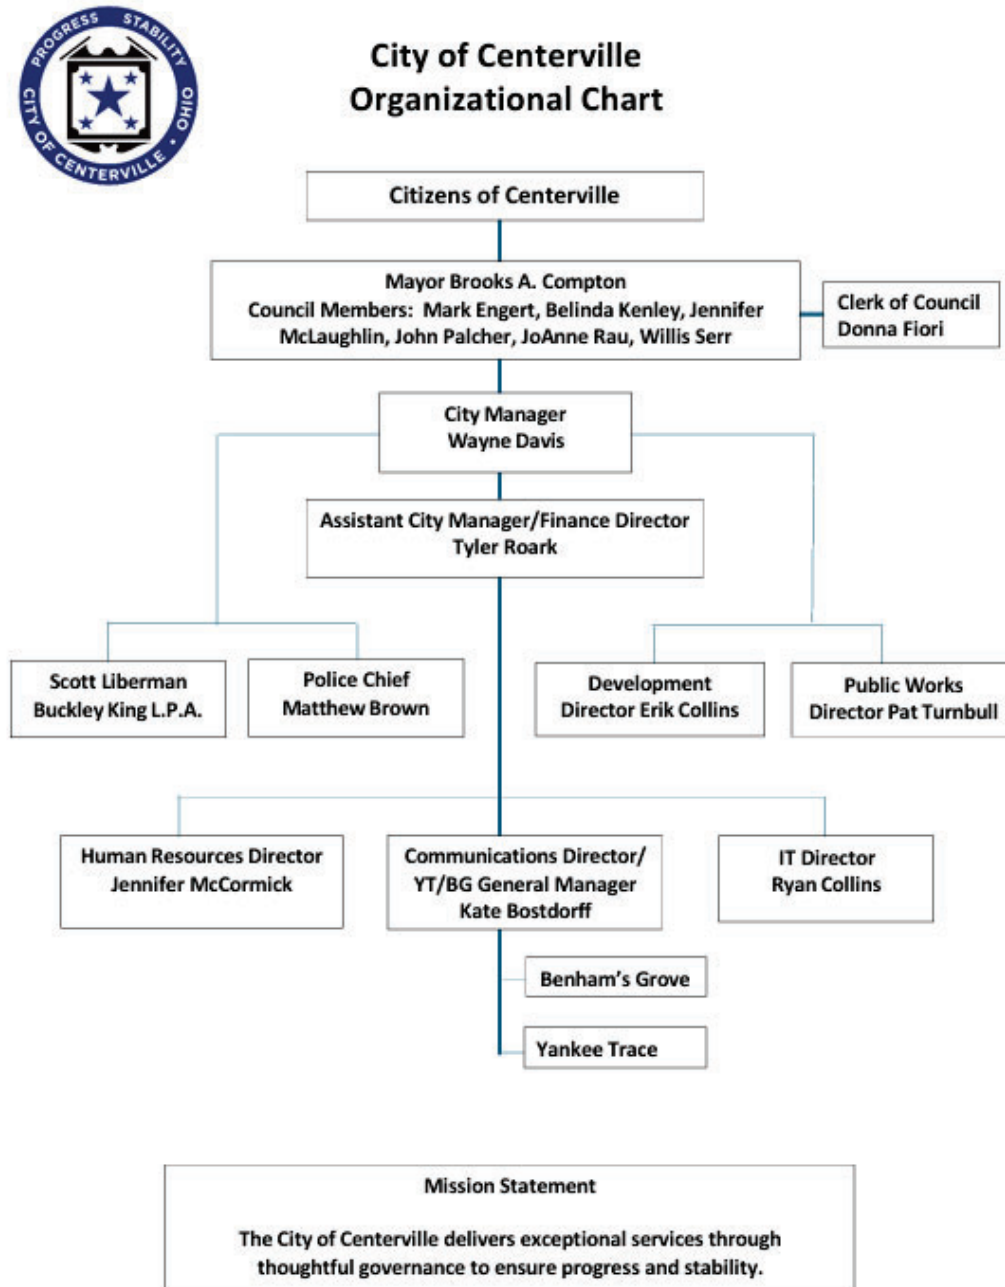 PROGRESS STABILITY
CITY OF CENTERVILLE • OHIO
City of Centerville
Organizational Chart
Citizens of Centerville
Mayor Brooks A. Compton
Council Members: Mark Engert, Belinda Kenley, Jennifer
McLaughlin, John Palcher, JoAnne Rau, Willis Serr
Clerk of Council
Donna Fiori
City Manager
Wayne Davis
Assistant City Manager/Finance Director
Tyler Roark
Scott Liberman
Buckley King L.P.A.
Police Chief
Matthew Brown
Development
Director Erik Collins
Public Works
Director Pat Turnbull
Human Resources Director
Jennifer McCormick
Communications Director/
YT/BG General Manager
Kate Bostdorff
IT Director
Ryan Collins
Benham's Grove
Yankee Trace
Mission Statement
The City of Centerville delivers exceptional services through
thoughtful governance to ensure progress and stability.